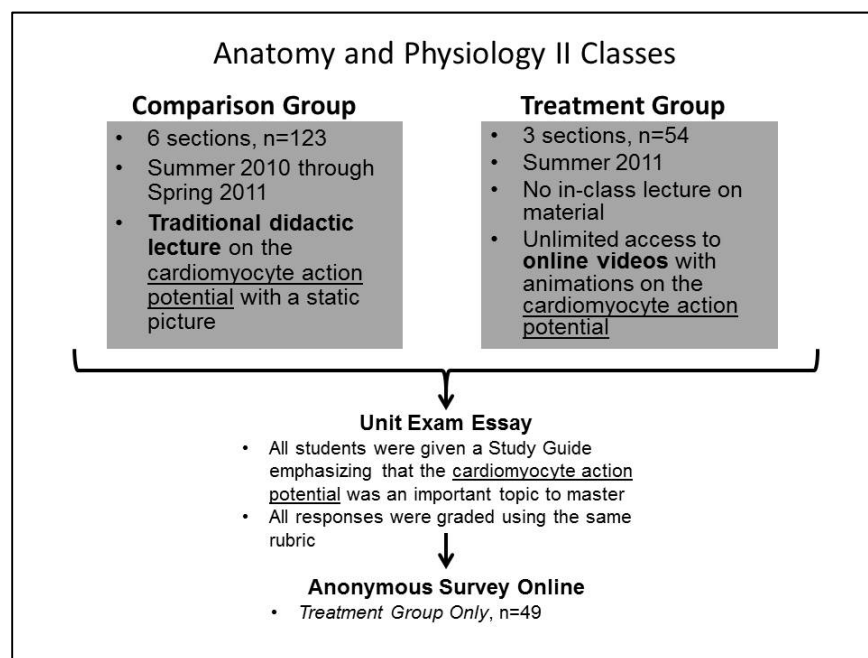 Anatomy and Physiology II Classes
Comparison Group
• 6 sections, n=123
• Summer 2010 through
Spring 2011
• Traditional didactic
lecture on the
cardiomyocyte action
potential with a static
picture
Treatment Group
• 3 sections, n=54
• Summer 2011
• No in-class lecture on
material
• Unlimited access to
online videos with
animations on the
cardiomyocyte action
potential
Unit Exam Essay
• All students were given a Study Guide
emphasizing that the cardiomyocyte action
potential was an important topic to master
• All responses were graded using the same
rubric
Anonymous Survey Online
• Treatment Group Only, n=49